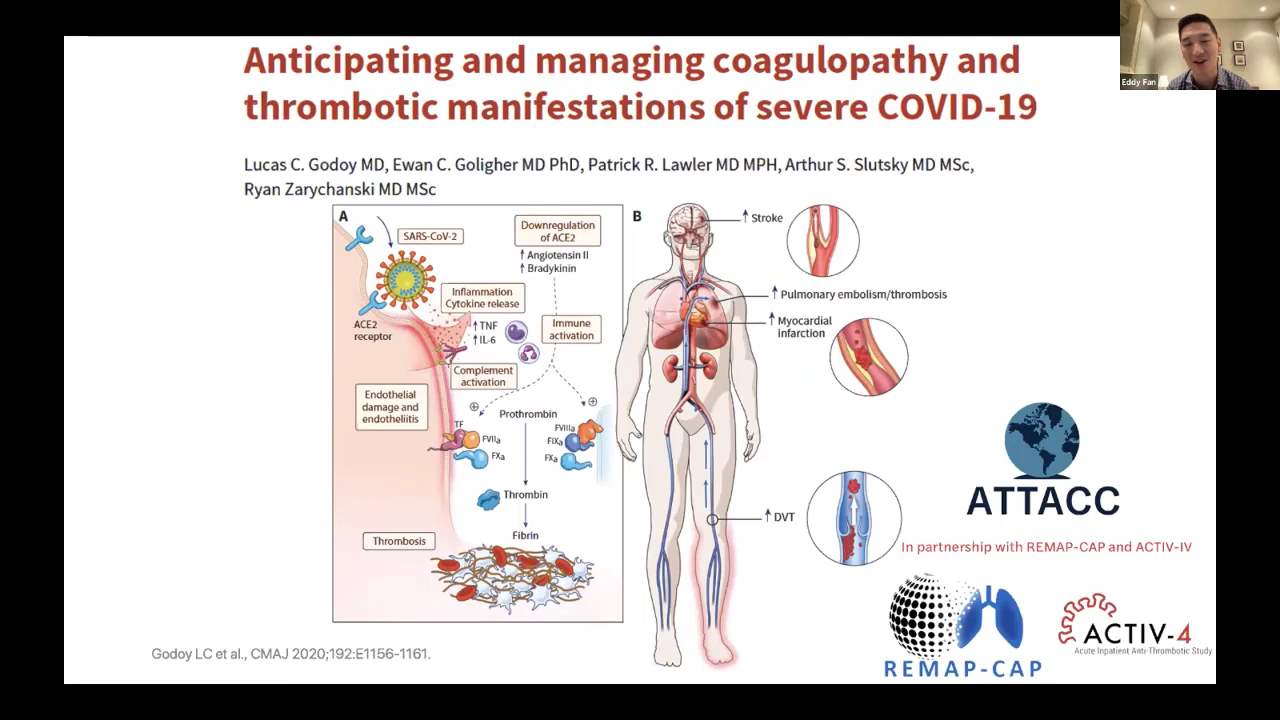 Eddy Fan
Anticipating and managing coagulopathy and
thrombotic manifestations of severe COVID-19
Lucas C. Godoy MD, Ewan C. Goligher MD PhD, Patrick R. Lawler MD MPH, Arthur S. Slutsky MD MSc,
Ryan Zarychanski MD MSc
A
SARS-CoV-2
Downregulation
of ACE2
↑ Angiotensin II
↑ Bradykinin
Inflammation
Cytokine release
ACE2
receptor
↑ TNF
↑ IL-6
Immune
activation
Complement
activation
Endothelial
damage and
endotheliitis
Prothrombin
TF
FVIIa
FXa
FVIIIa
FIXa
FXa
Thrombin
Fibrin
Thrombosis
B
↑ Stroke
↑ Pulmonary embolism/thrombosis
↑ Myocardial
infarction
↑ DVT
ATTACC
In partnership with REMAP-CAP and ACTIV-IV
REMAP-CAP
ACTIV-4
Acute Inpatient Anti-Thrombotic Study
Godoy LC et al., CMAJ 2020;192:E1156-1161.